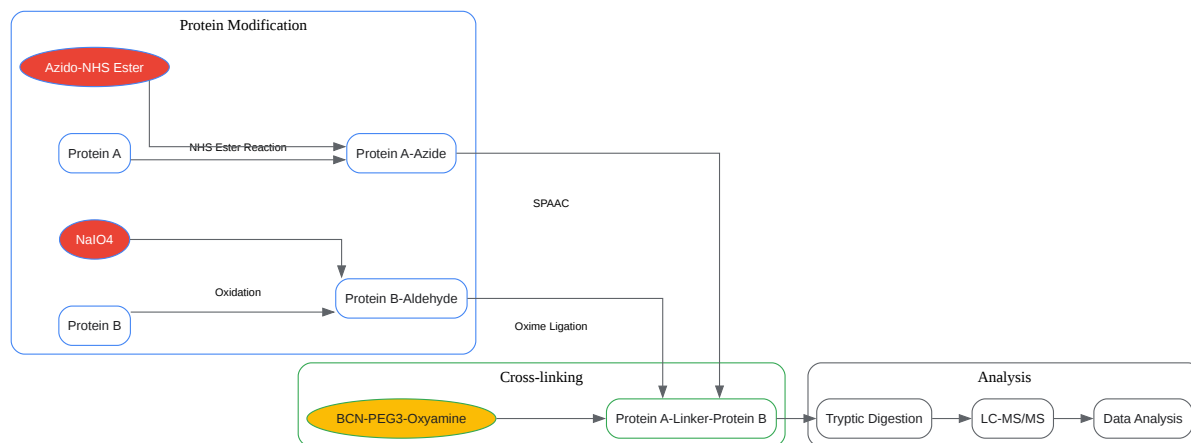 Protein Modification
Azido-NHS Ester
Protein A
NHS Ester Reaction
Protein A-Azide
SPAAC
NaIO4
Oxidation
Protein B-Aldehyde
Protein B
Oxime Ligation
Cross-linking
BCN-PEG3-Oxyamine
Protein A-Linker-Protein B
Analysis
Tryptic Digestion
LC-MS/MS
Data Analysis